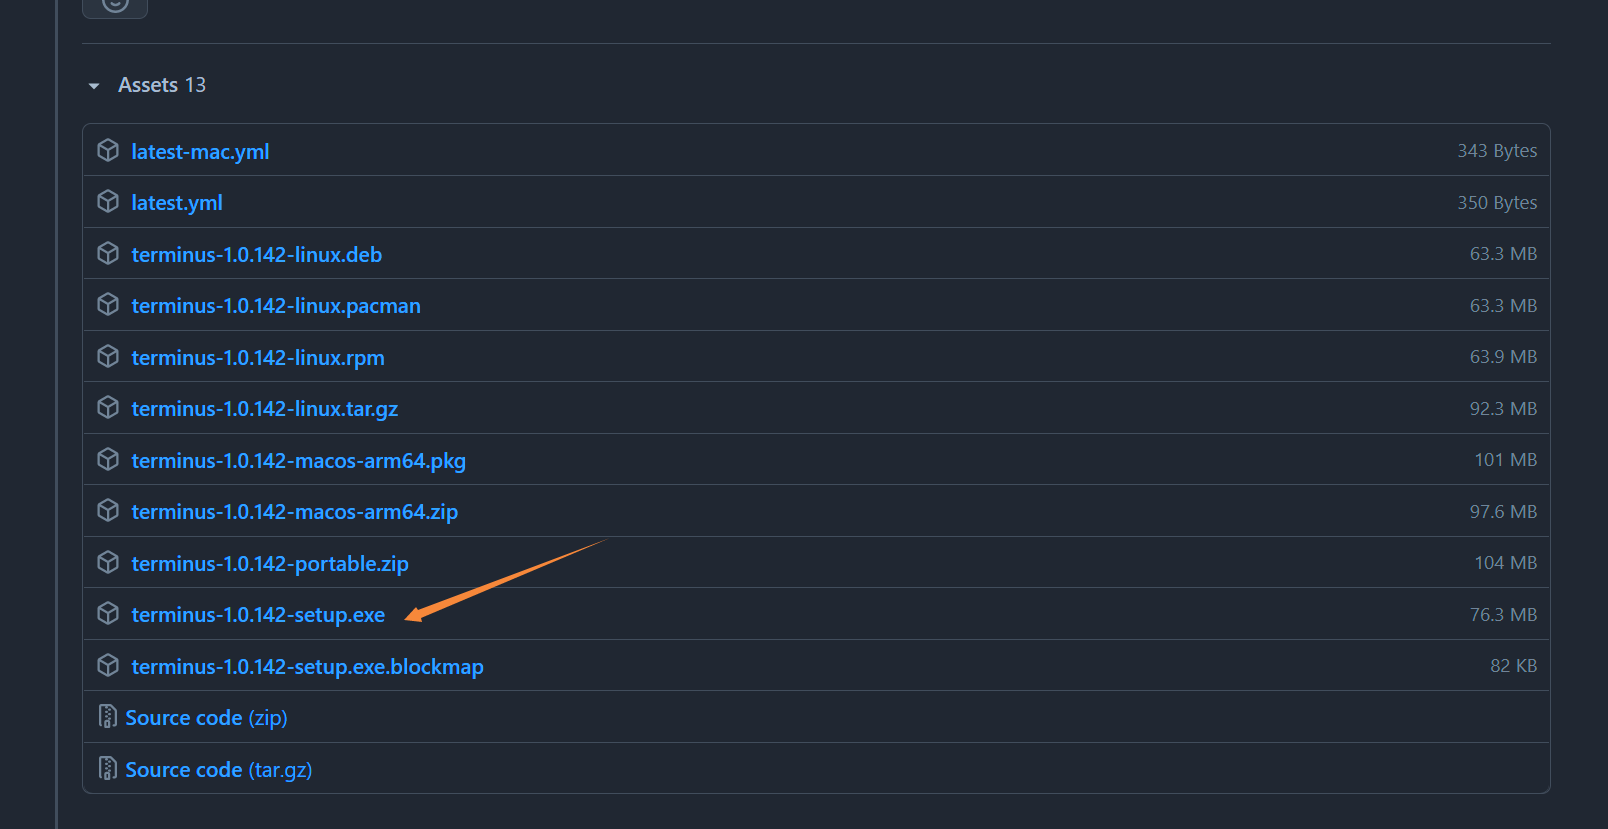 Assets 13
latest-mac.yml 343 Bytes
latest.yml 350 Bytes
terminus-1.0.142-linux.deb 63.3 MB
terminus-1.0.142-linux.pacman 63.3 MB
terminus-1.0.142-linux.rpm 63.9 MB
terminus-1.0.142-linux.tar.gz 92.3 MB
terminus-1.0.142-macos-arm64.pkg 101 MB
terminus-1.0.142-macos-arm64.zip 97.6 MB
terminus-1.0.142-portable.zip 104 MB
terminus-1.0.142-setup.exe 76.3 MB
terminus-1.0.142-setup.exe.blockmap 82 KB
Source code (zip)
Source code (tar.gz)